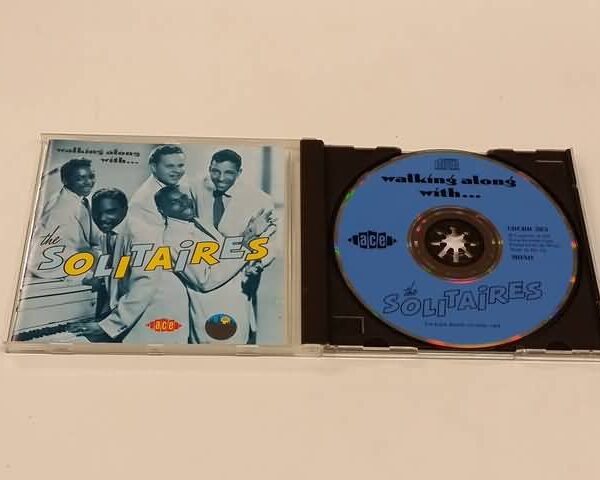 walking along
with...
the
SOLITAIRES
ace
walking along
with...
ace
MONO
the
SOLITAIRES